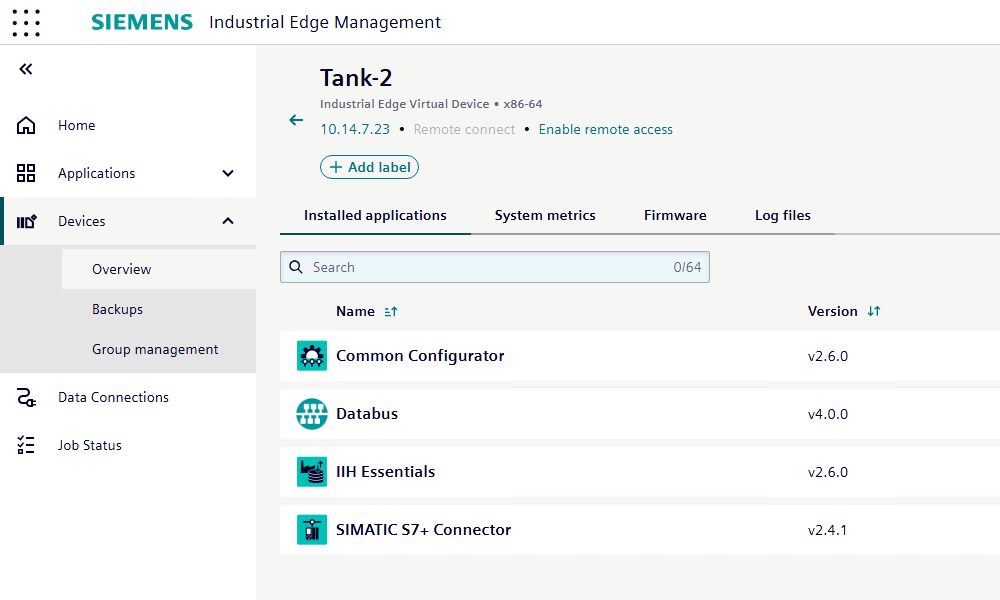 SIEMENS Industrial Edge Management
Home
Applications
Devices
Overview
Backups
Group management
Data Connections
Job Status
Tank-2
Industrial Edge Virtual Device • x86-64
10.14.7.23 • Remote connect • Enable remote access
+ Add label
Installed applications System metrics Firmware Log files
Search 0/64
Name Version
Common Configurator v2.6.0
Databus v4.0.0
IIH Essentials v2.6.0
SIMATIC S7+ Connector v2.4.1